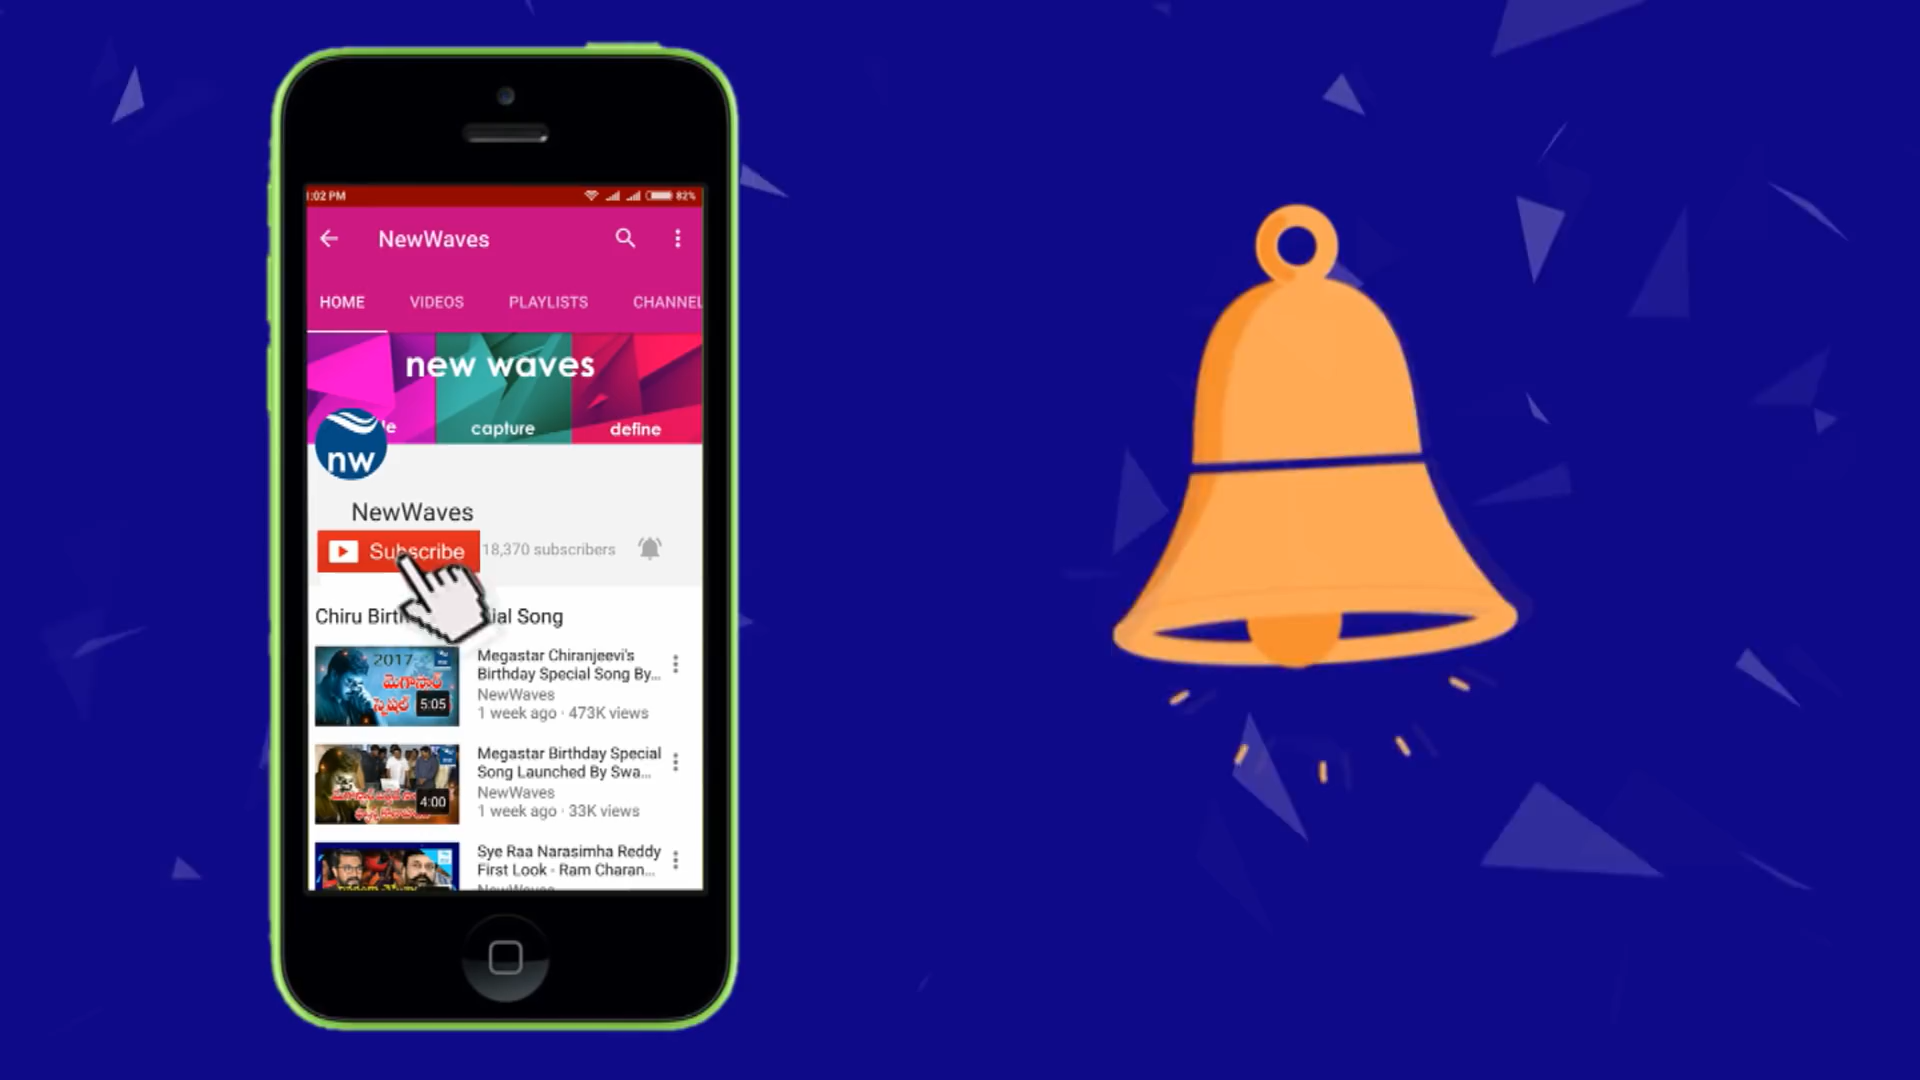 1:02 PM
82%
NewWaves
HOME VIDEOS PLAYLISTS CHANNEL
new waves
capture
define
nw
NewWaves
Subscribe
18,370 subscribers
Chiru Song
2017
మెగాస్టార్
స్పెషల్
5:05
Megastar Chiranjeevi's
Birthday Special Song By...
NewWaves
1 week ago · 473K views
4:00
Megastar Birthday Special
Song Launched By Swa...
NewWaves
1 week ago · 33K views
Sye Raa Narasimha Reddy
First Look - Ram Charan...